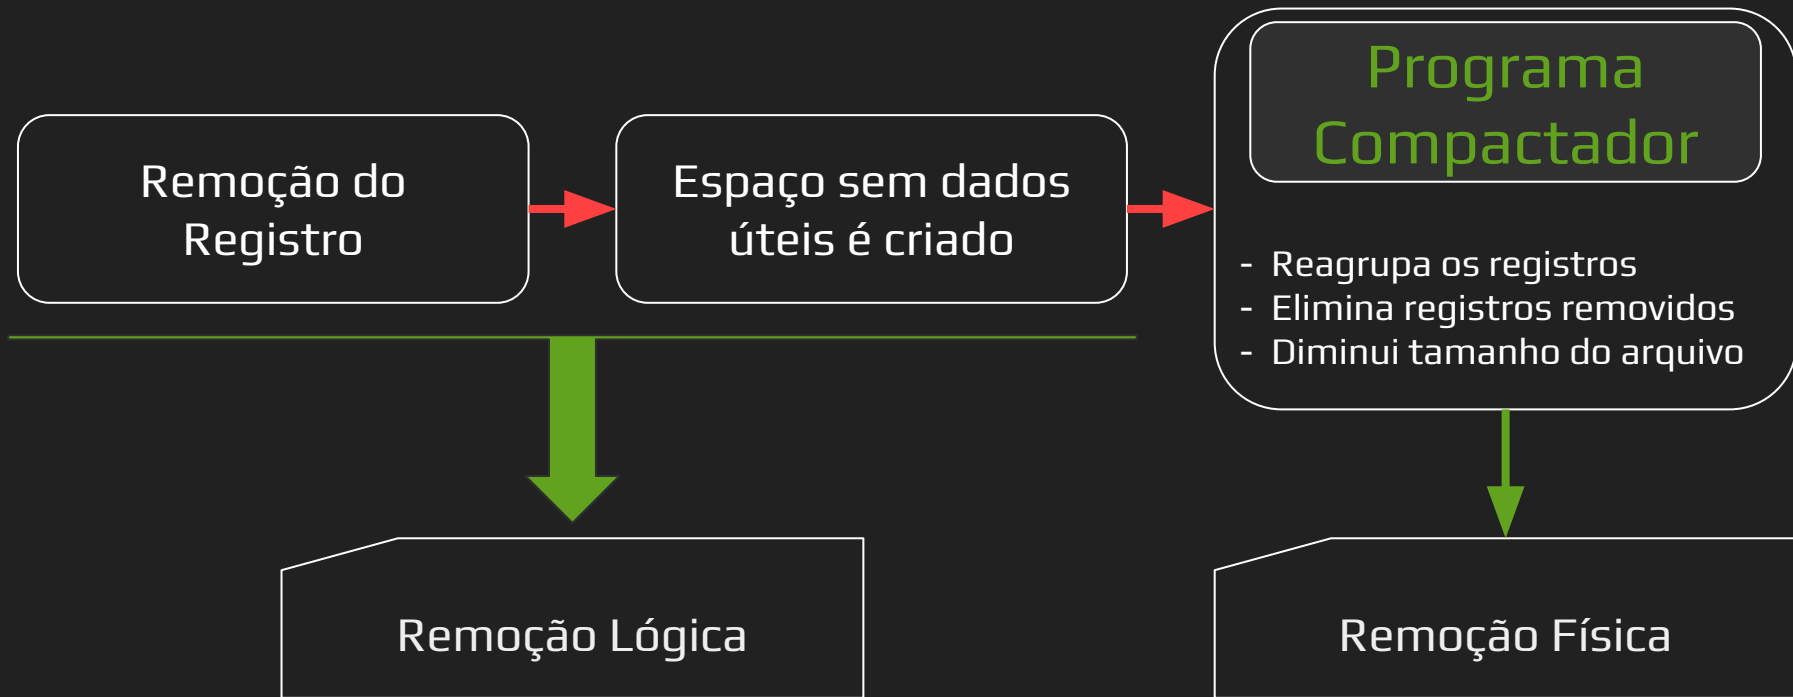 Remoção do
Registro
Espaço sem dados
úteis é criado
Programa
Compactador
- Reagrupa os registros
- Elimina registros removidos
- Diminui tamanho do arquivo
Remoção Lógica
Remoção Física